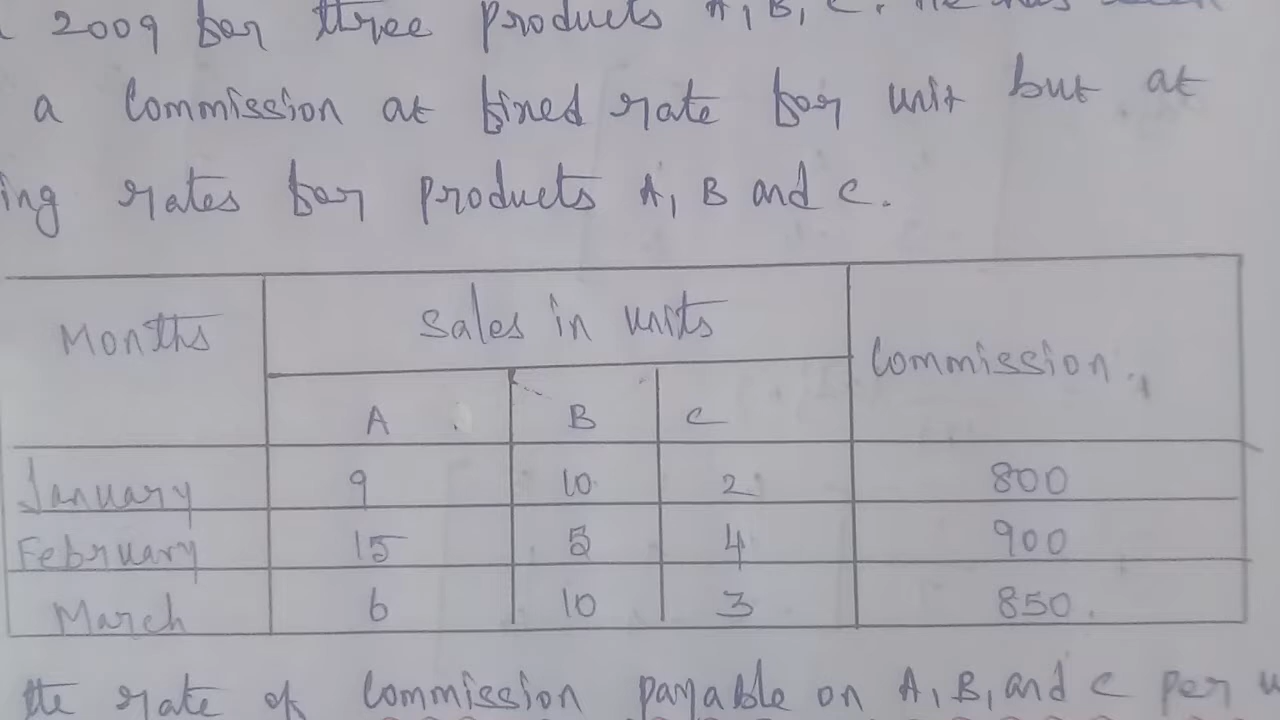 2009 for three products A, B, C. He has been
a Commission at fixed rate for unit but at
ing rates for products A, B and C.
Months Sales in units Commission
A B C
January 9 10 2 800
February 15 5 4 900
March 6 10 3 850
the rate of Commission payable on A, B, and C per